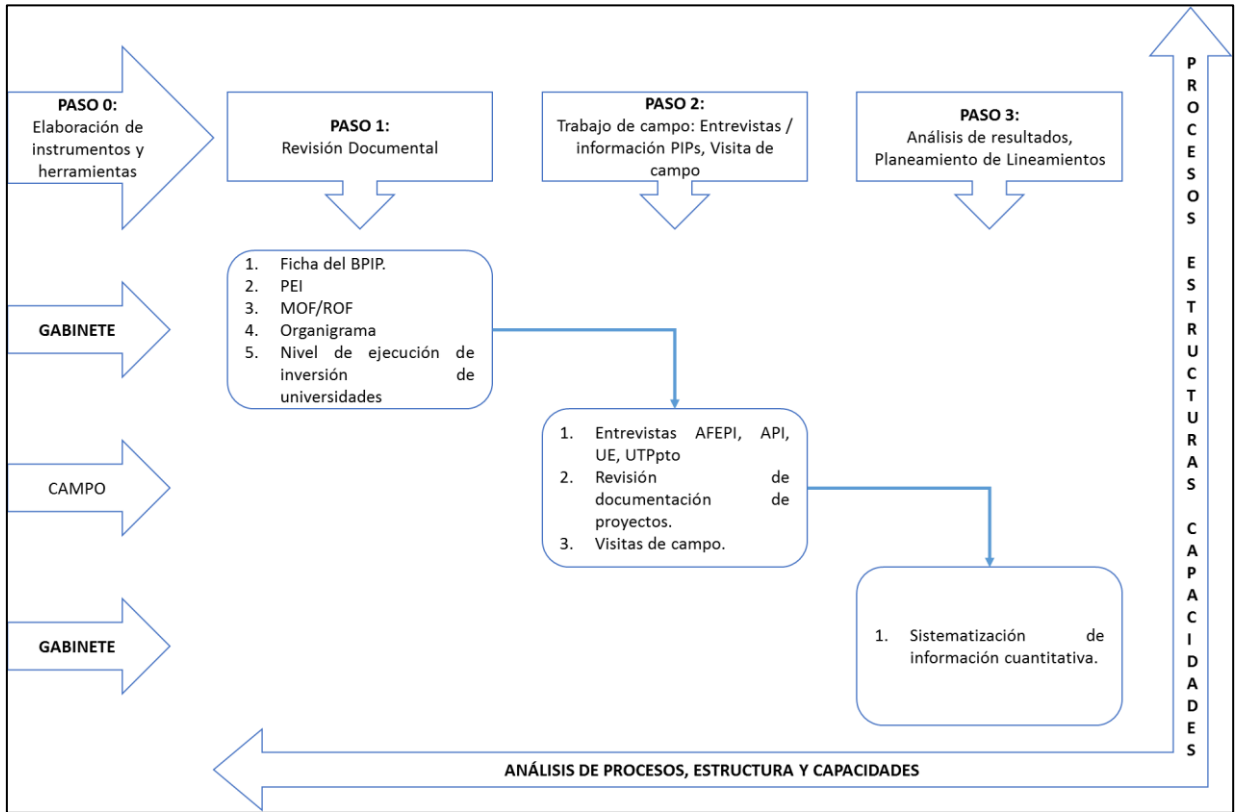 PASO 0:
Elaboración de
instrumentos y
herramientas
PASO 1:
Revisión Documental
PASO 2:
Trabajo de campo: Entrevistas /
información PIPs, Visita de
campo
PASO 3:
Análisis de resultados,
Planeamiento de Lineamientos
GABINETE
1. Ficha del BPIP.
2. PEI
3. MOF/ROF
4. Organigrama
5. Nivel de ejecución de
inversión de
universidades
CAMPO
1. Entrevistas AFEPI, API,
UE, UTPpto
2. Revisión de
documentación de
proyectos.
3. Visitas de campo.
GABINETE
1. Sistematización de
información cuantitativa.
PROCESOS ESTRUCTURAS CAPACIDADES
ANÁLISIS DE PROCESOS, ESTRUCTURA Y CAPACIDADES